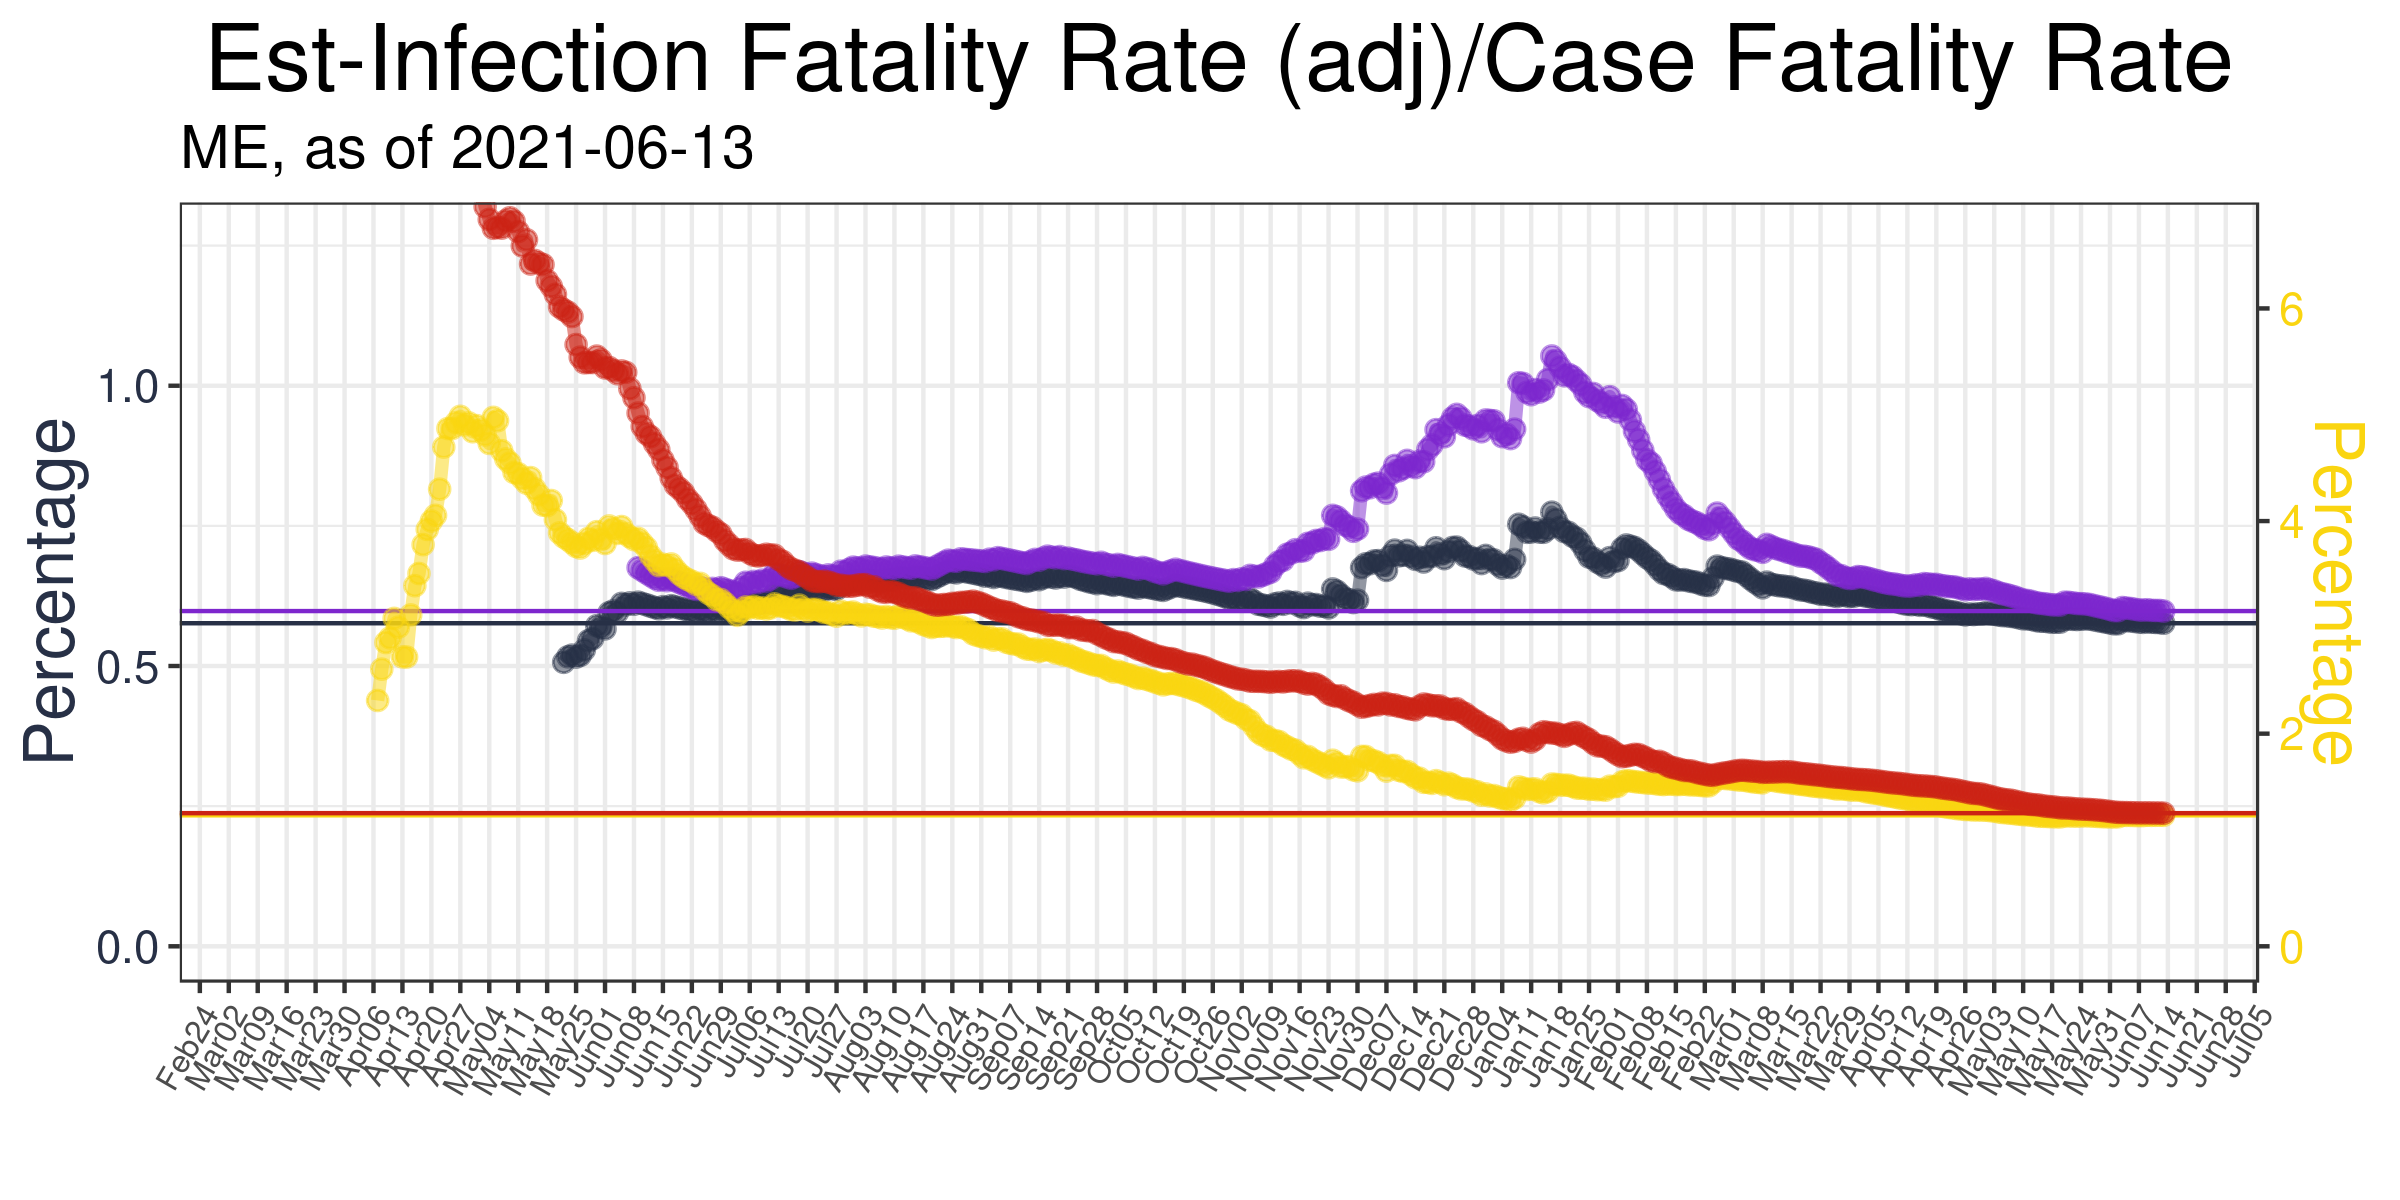 Est-Infection Fatality Rate (adj)/Case Fatality Rate
ME, as of 2021-06-13
Percentage
1.0
0.5
0.0
6
4
2
0
Percentage
Feb24
Mar02
Mar09
Mar16
Mar23
Mar30
Apr06
Apr13
Apr20
Apr27
May04
May11
May18
May25
Jun01
Jun08
Jun15
Jun22
Jun29
Jul06
Jul13
Jul20
Jul27
Aug03
Aug10
Aug17
Aug24
Aug31
Sep07
Sep14
Sep21
Sep28
Oct05
Oct12
Oct19
Oct26
Nov02
Nov09
Nov16
Nov23
Nov30
Dec07
Dec14
Dec21
Dec28
Jan04
Jan11
Jan18
Jan25
Feb01
Feb08
Feb15
Feb22
Mar01
Mar08
Mar15
Mar22
Mar29
Apr05
Apr12
Apr19
Apr26
May03
May10
May17
May24
May31
Jun07
Jun14
Jun21
Jun28
Jul05